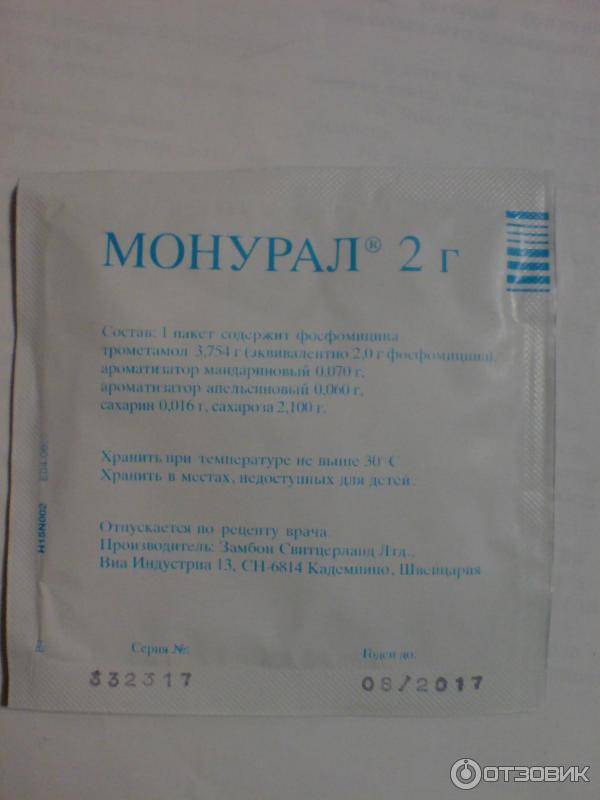 МОНУРАЛ® 2 г
Состав: 1 пакет содержит фосфомицина
трометамол 3,754 г (эквивалентно 2,0 г фосфомицина),
ароматизатор мандариновый 0,070 г,
ароматизатор апельсиновый 0,060 г,
сахарин 0,016 г, сахароза 2,100 г.
Хранить при температуре не выше 30°C
Хранить в местах, недоступных для детей.
Отпускается по рецепту врача.
Производитель: Замбон Свитцерланд Лтд.,
Виа Индустриа 13, CH-6814 Кадемпино, Швейцария
H15N002
Серия №: Годен до:
332317 08/2017
ОТЗОВИК